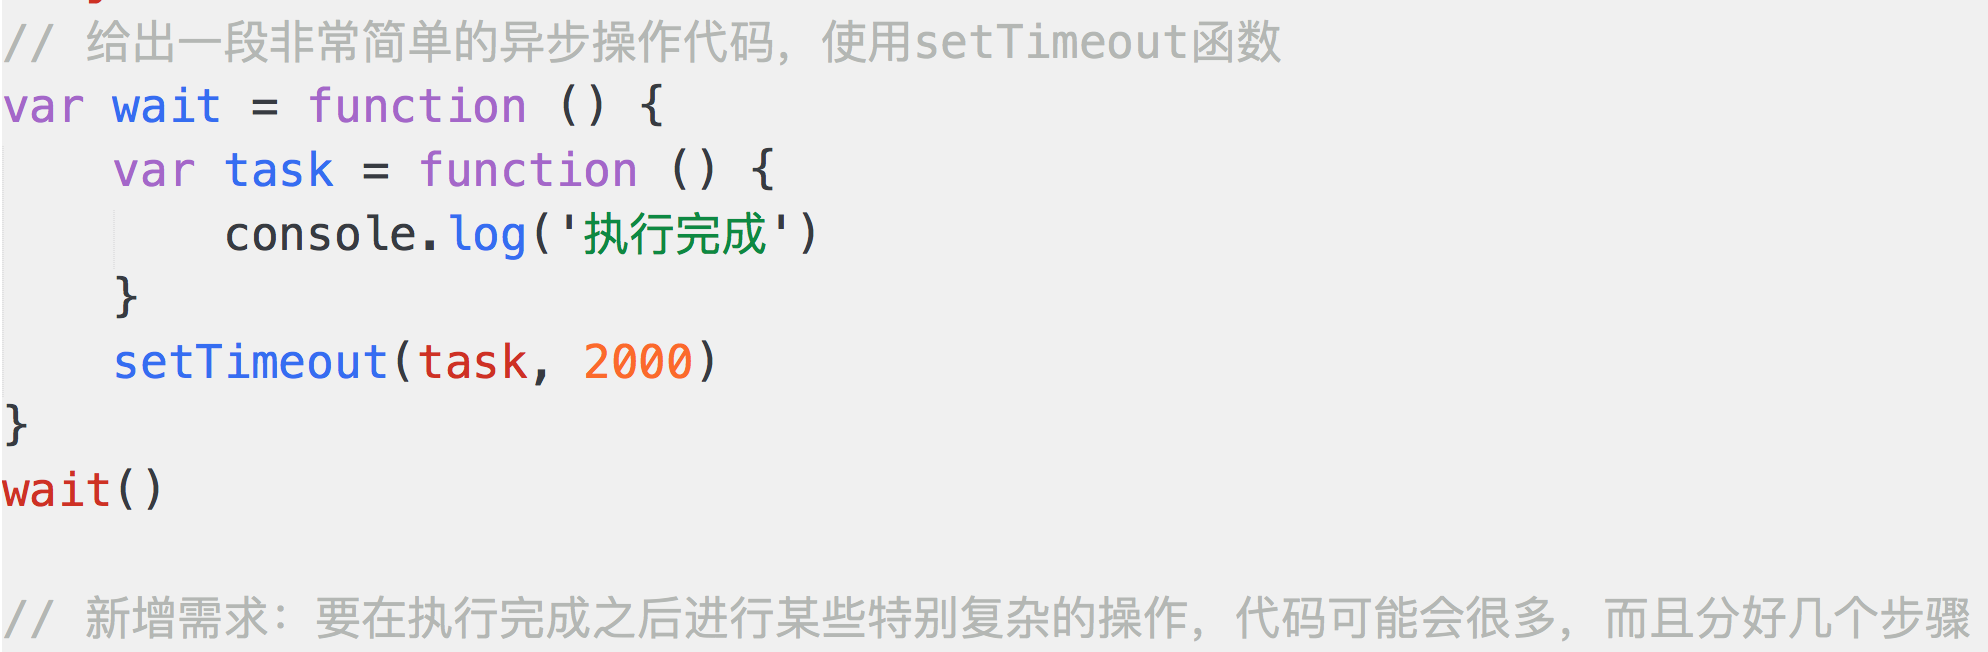 // 给出一段非常简单的异步操作代码，使用setTimeout函数
var wait = function () {
    var task = function () {
        console.log('执行完成')
    }
    setTimeout(task, 2000)
}
wait()
// 新增需求：要在执行完成之后进行某些特别复杂的操作，代码可能会很多，而且分好几个步骤